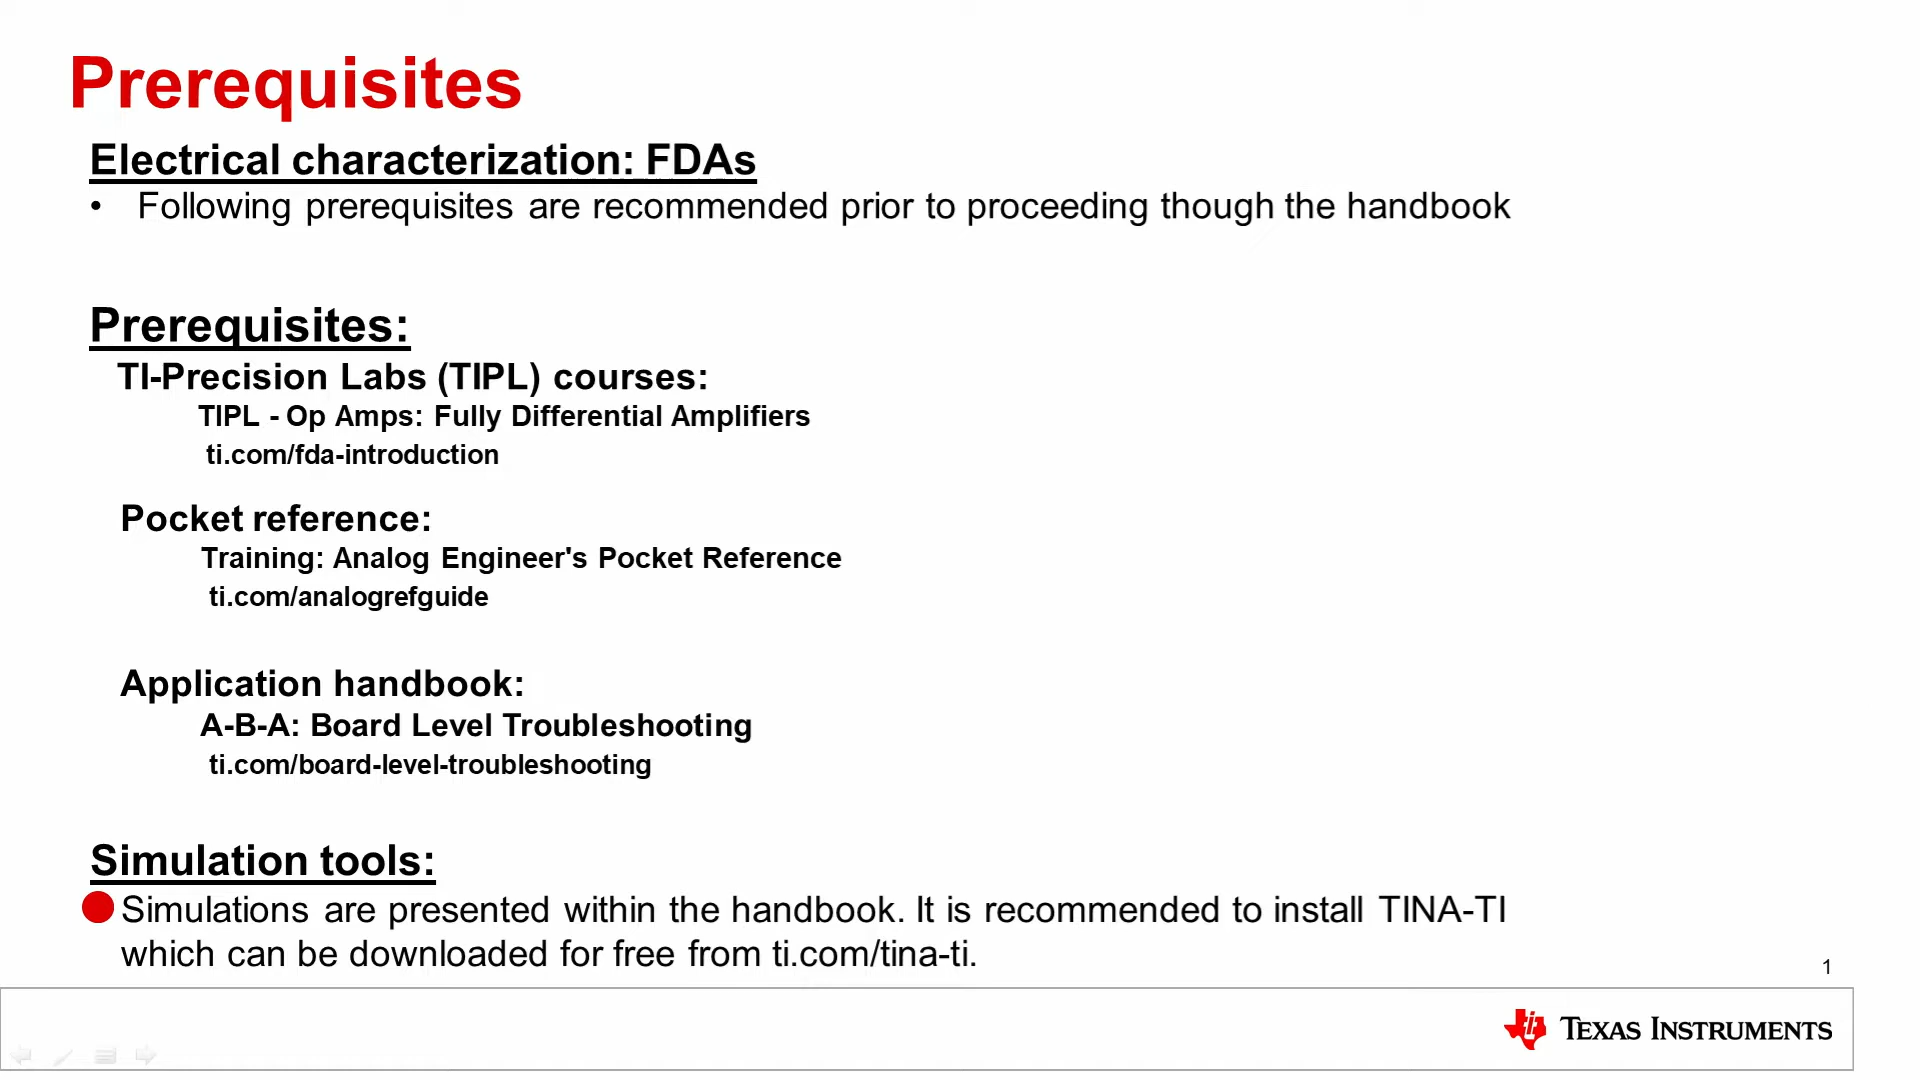 Prerequisites
Electrical characterization: FDAs
• Following prerequisites are recommended prior to proceeding though the handbook
Prerequisites:
TI-Precision Labs (TIPL) courses:
TIPL - Op Amps: Fully Differential Amplifiers
ti.com/fda-introduction
Pocket reference:
Training: Analog Engineer's Pocket Reference
ti.com/analogrefguide
Application handbook:
A-B-A: Board Level Troubleshooting
ti.com/board-level-troubleshooting
Simulation tools:
Simulations are presented within the handbook. It is recommended to install TINA-TI
which can be downloaded for free from ti.com/tina-ti.
1
TEXAS INSTRUMENTS